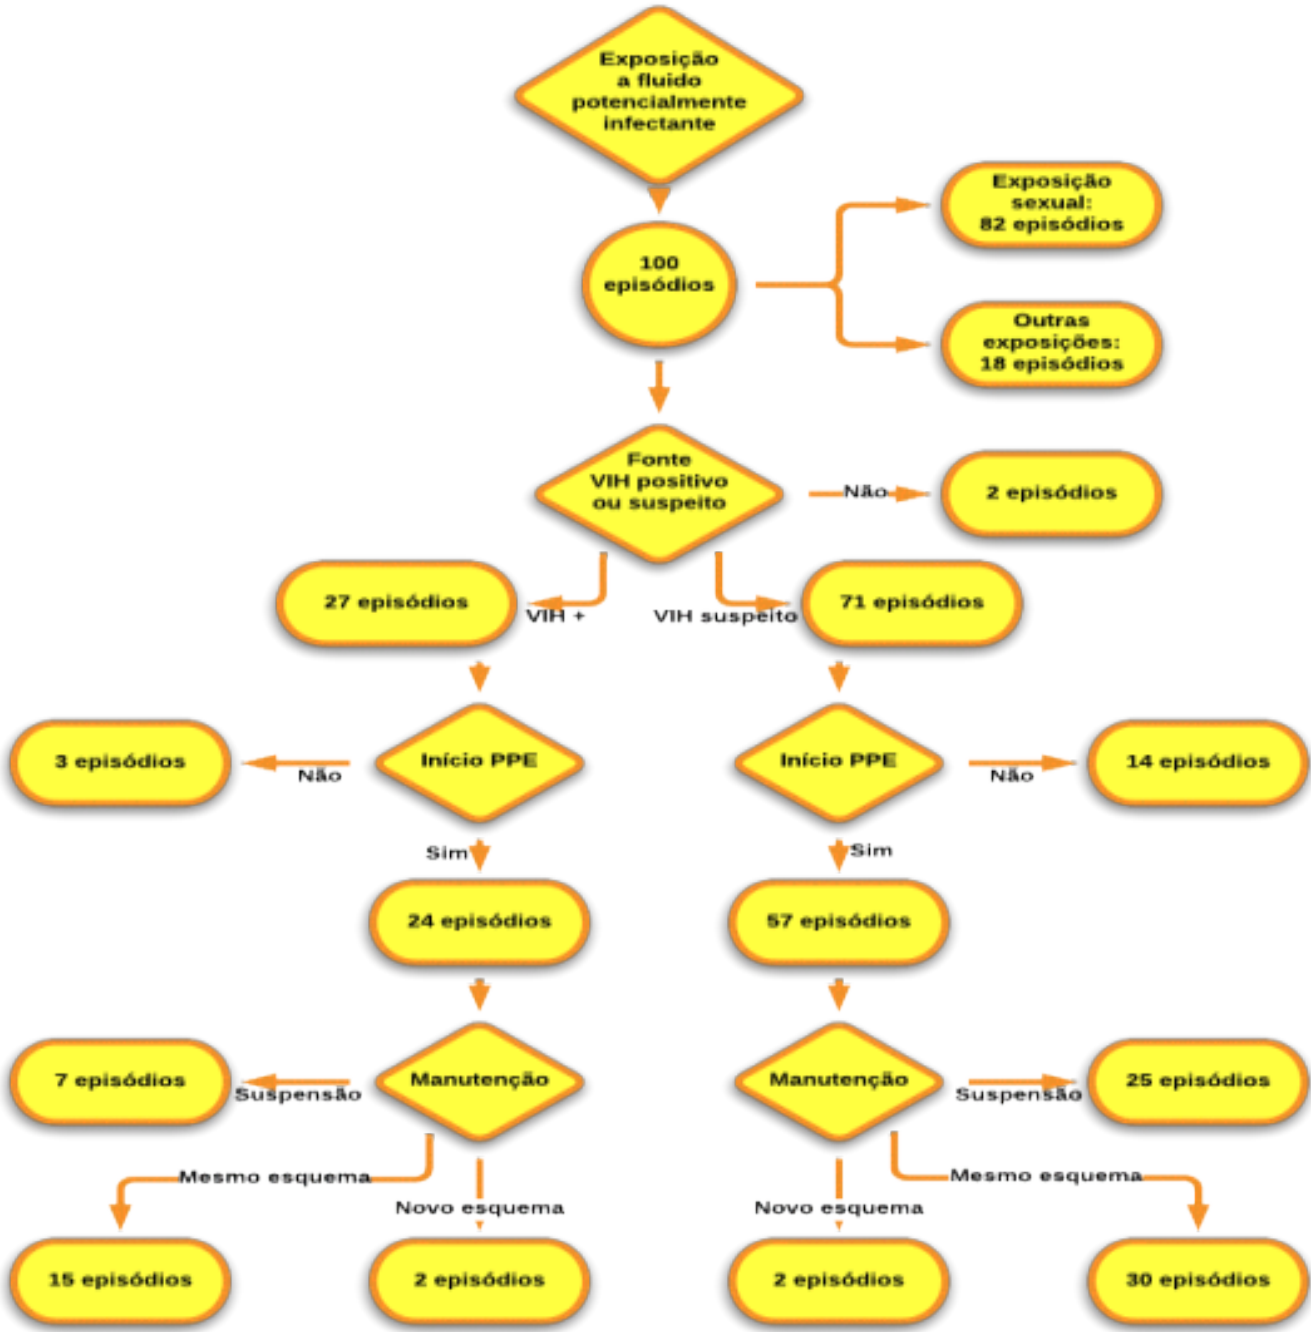 Exposição
a fluido
potencialmente
infectante
100
episódios
Exposição
sexual:
82 episódios
Outras
exposições:
18 episódios
Fonte
VIH positivo
ou suspeito
Não
2 episódios
27 episódios
VIH +
VIH suspeito
71 episódios
3 episódios
Não
Início PPE
Início PPE
Não
14 episódios
Sim
Sim
24 episódios
57 episódios
7 episódios
Suspensão
Manutenção
Manutenção
Suspensão
25 episódios
Mesmo esquema
Novo esquema
Novo esquema
Mesmo esquema
15 episódios
2 episódios
2 episódios
30 episódios